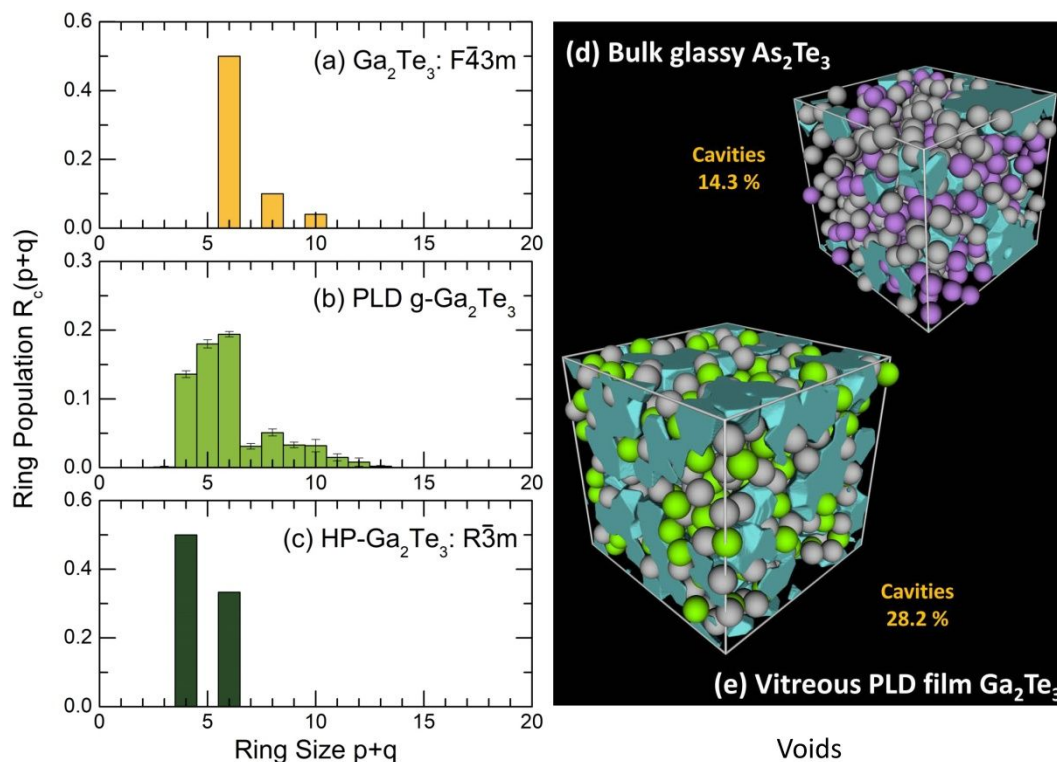 Ring Population R_c(p+q)
0.6
0.4
0.2
0.0
(a) Ga₂Te₃: F4̅3m
0 5 10 15 20
0.3
0.2
0.1
0.0
(b) PLD g-Ga₂Te₃
0 5 10 15 20
0.6
0.4
0.2
0.0
(c) HP-Ga₂Te₃: R3̅m
0 5 10 15 20
Ring Size p+q
(d) Bulk glassy As₂Te₃
Cavities
14.3 %
Cavities
28.2 %
(e) Vitreous PLD film Ga₂Te₃
Voids